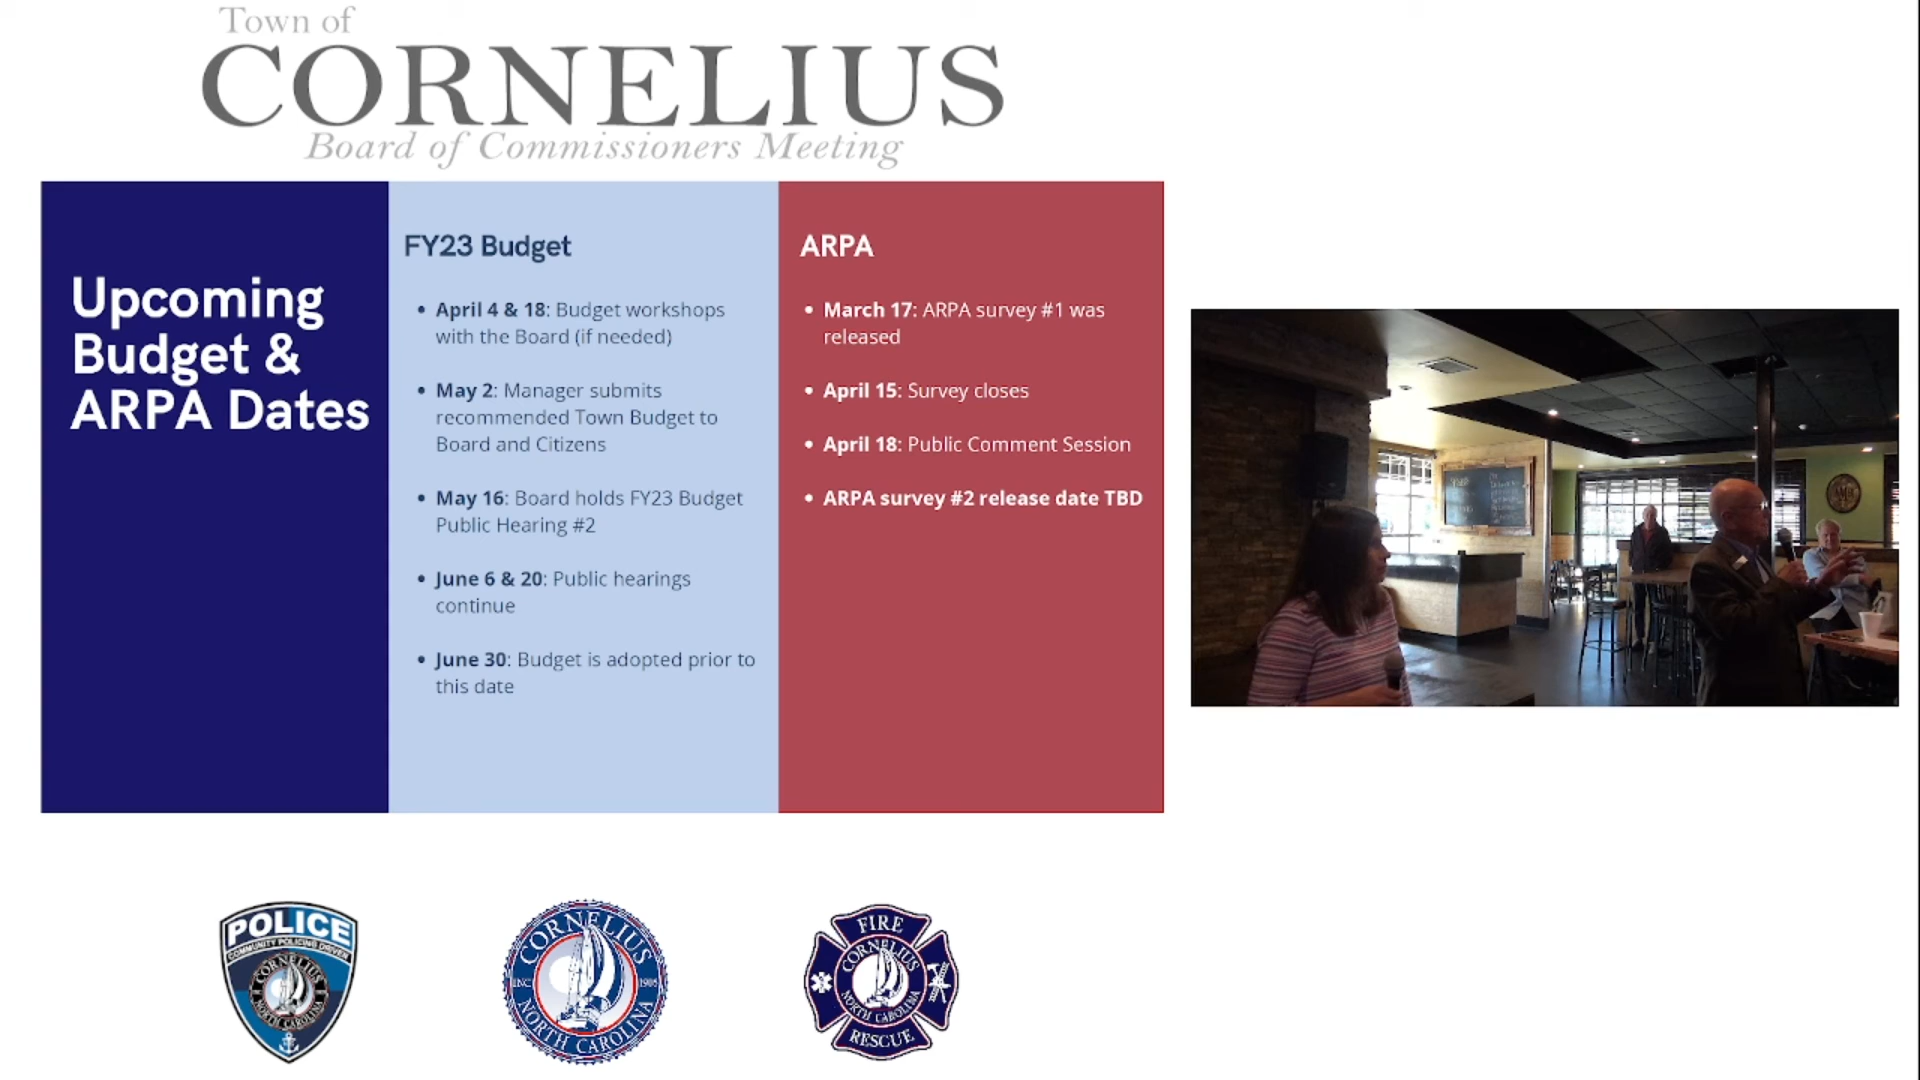 Town of
CORNELIUS
Board of Commissioners Meeting
Upcoming
Budget &
ARPA Dates
FY23 Budget
• April 4 & 18: Budget workshops
with the Board (if needed)
• May 2: Manager submits
recommended Town Budget to
Board and Citizens
• May 16: Board holds FY23 Budget
Public Hearing #2
• June 6 & 20: Public hearings
continue
• June 30: Budget is adopted prior to
this date
ARPA
• March 17: ARPA survey #1 was
released
• April 15: Survey closes
• April 18: Public Comment Session
• ARPA survey #2 release date TBD
POLICE
COMMUNITY POLICING DRIVEN
CORNELIUS
NORTH CAROLINA
CORNELIUS
INC 1905
NORTH CAROLINA
FIRE
CORNELIUS
NORTH CAROLINA
RESCUE